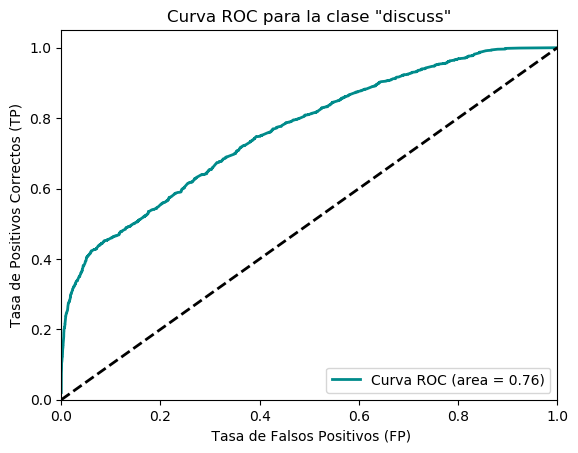 Curva ROC para la clase "discuss"
Tasa de Positivos Correctos (TP)
1.0
0.8
0.6
0.4
0.2
0.0
0.0 0.2 0.4 0.6 0.8 1.0
Curva ROC (area = 0.76)
Tasa de Falsos Positivos (FP)